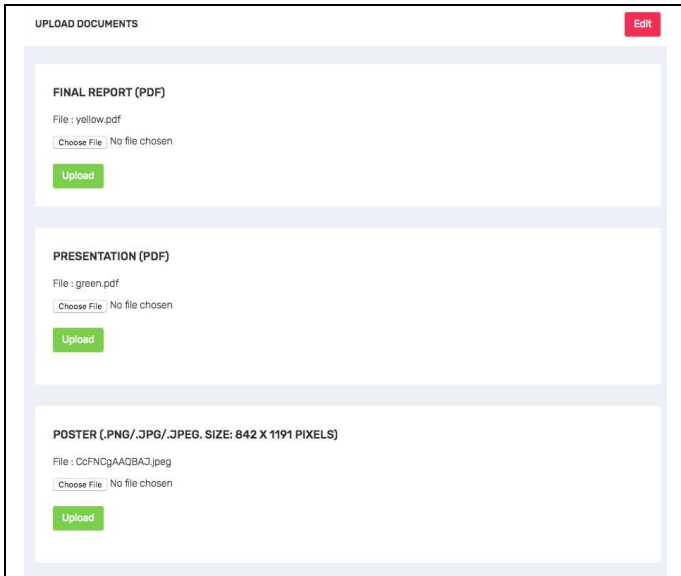 UPLOAD DOCUMENTS
Edit
FINAL REPORT (PDF)
File : yellow.pdf
Choose File No file chosen
Upload
PRESENTATION (PDF)
File : green.pdf
Choose File No file chosen
Upload
POSTER (.PNG/.JPG/.JPEG. SIZE: 842 X 1191 PIXELS)
File : CcFNCgAAQBAJ.jpeg
Choose File No file chosen
Upload